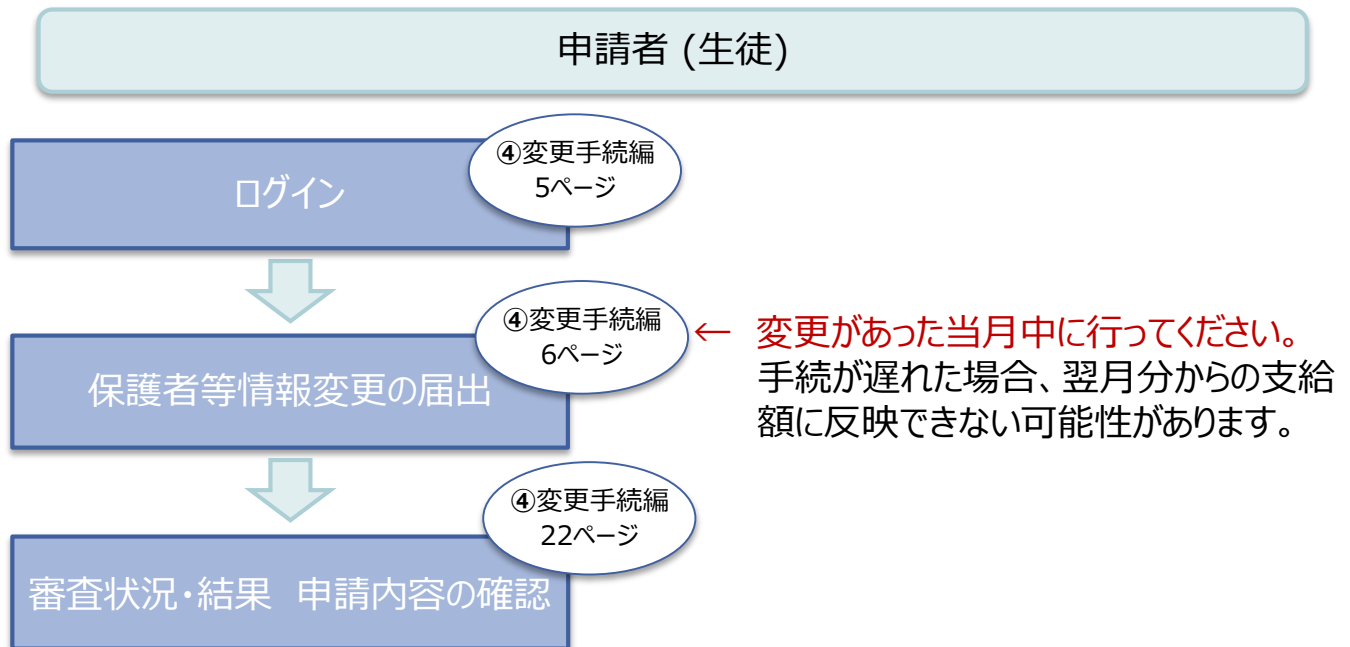 申請者 (生徒)
④変更手続編
5ページ
ログイン
④変更手続編
6ページ
← 変更があった当月中に行ってください。
手続が遅れた場合、翌月分からの支給
額に反映できない可能性があります。
保護者等情報変更の届出
④変更手続編
22ページ
審査状況・結果　申請内容の確認